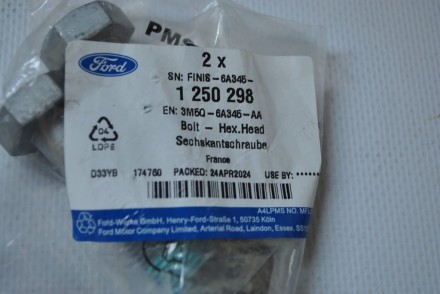 PMS
Ford
2 x
SN: FINIS-6A345-
1 250 298
EN: 3M5Q-6A345-AA
Bolt - Hex.Head
Sechskantschraube
France
04
LDPE
D33YB 174760 PACKED: 24APR2024 USE BY: ******
A4LPMS NO.
Ford-Werke GmbH, Henry-Ford-Straße 1, 50735 Köln
Ford Motor Company Limited, Arterial Road, Laindon, Essex.